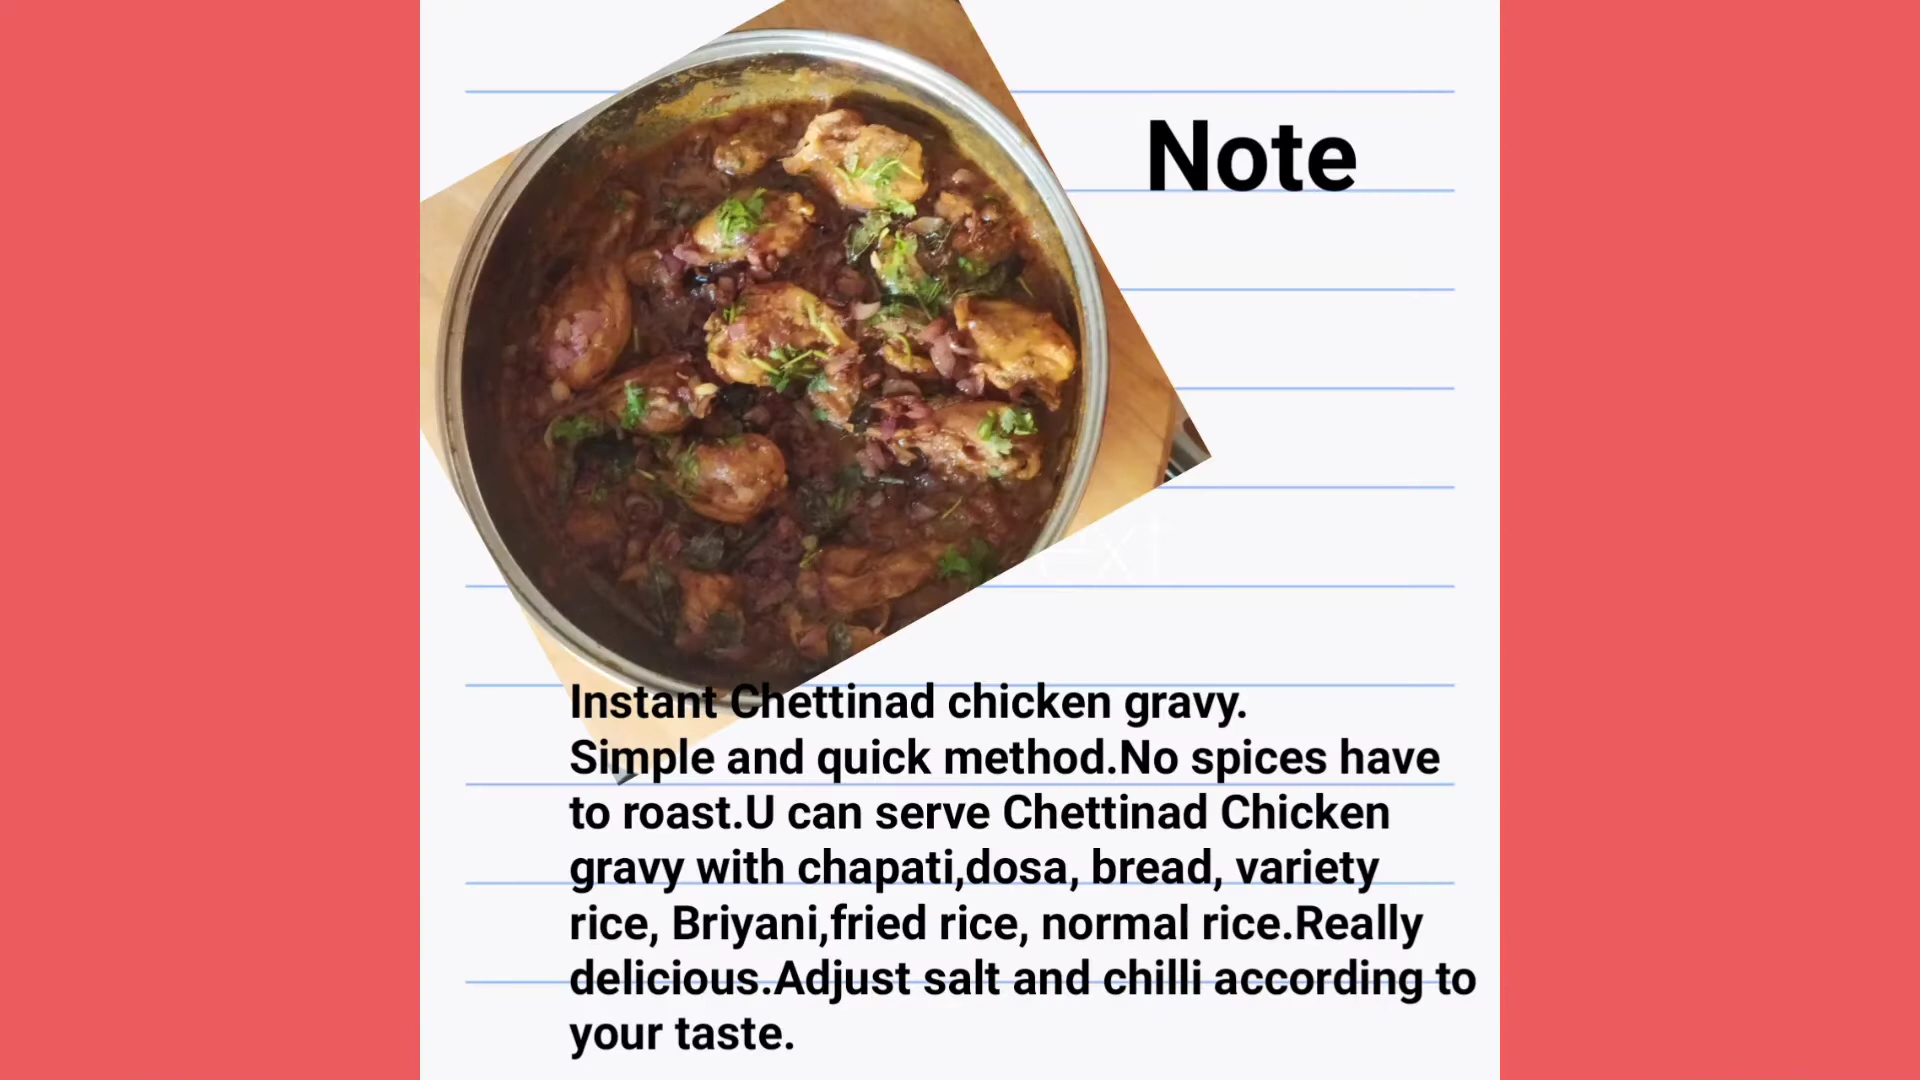 Note
Instant Chettinad chicken gravy.
Simple and quick method.No spices have
to roast.U can serve Chettinad Chicken
gravy with chapati,dosa, bread, variety
rice, Briyani,fried rice, normal rice.Really
delicious.Adjust salt and chilli according to
your taste.